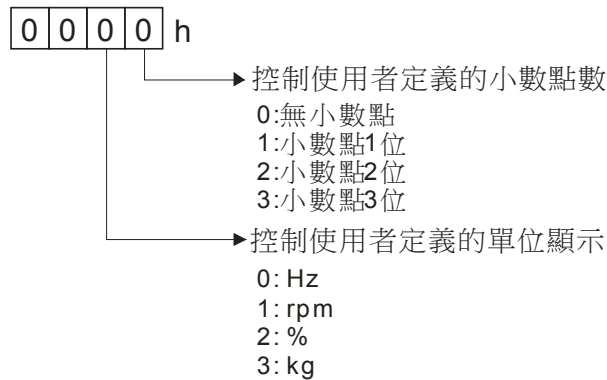 0 0 0 0 h
控制使用者定義的小數點數
0:無小數點
1:小數點1位
2:小數點2位
3:小數點3位
控制使用者定義的單位顯示
0: Hz
1: rpm
2: %
3: kg